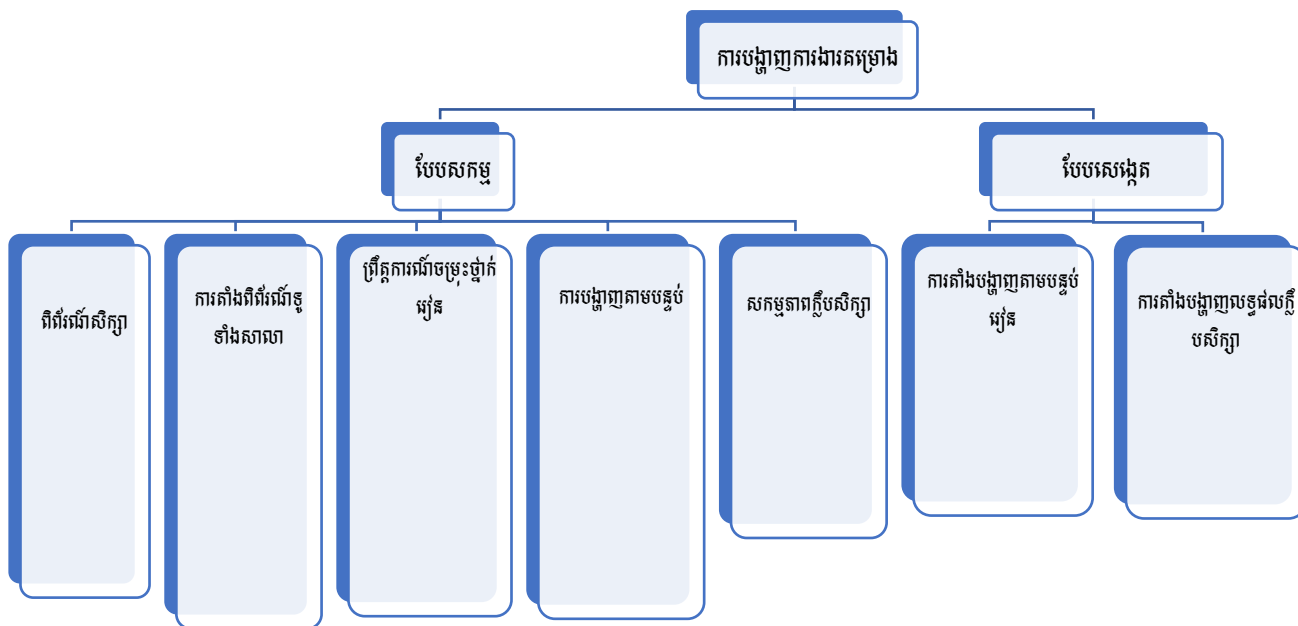 ការបង្ហាញការងារគម្រោង
បែបសកម្ម
បែបសង្កេត
ពិព័រណ៍សិក្សា
ការតាំងពិព័រណ៍ទូ
ទាំងសាលា
ព្រឹត្តការណ៍ចម្រុះថ្នាក់
រៀន
ការបង្ហាញតាមបន្ទប់
សកម្មភាពក្លឹបសិក្សា
ការតាំងបង្ហាញតាមបន្ទប់
រៀន
ការតាំងបង្ហាញលទ្ធផលក្លឹ
បសិក្សា